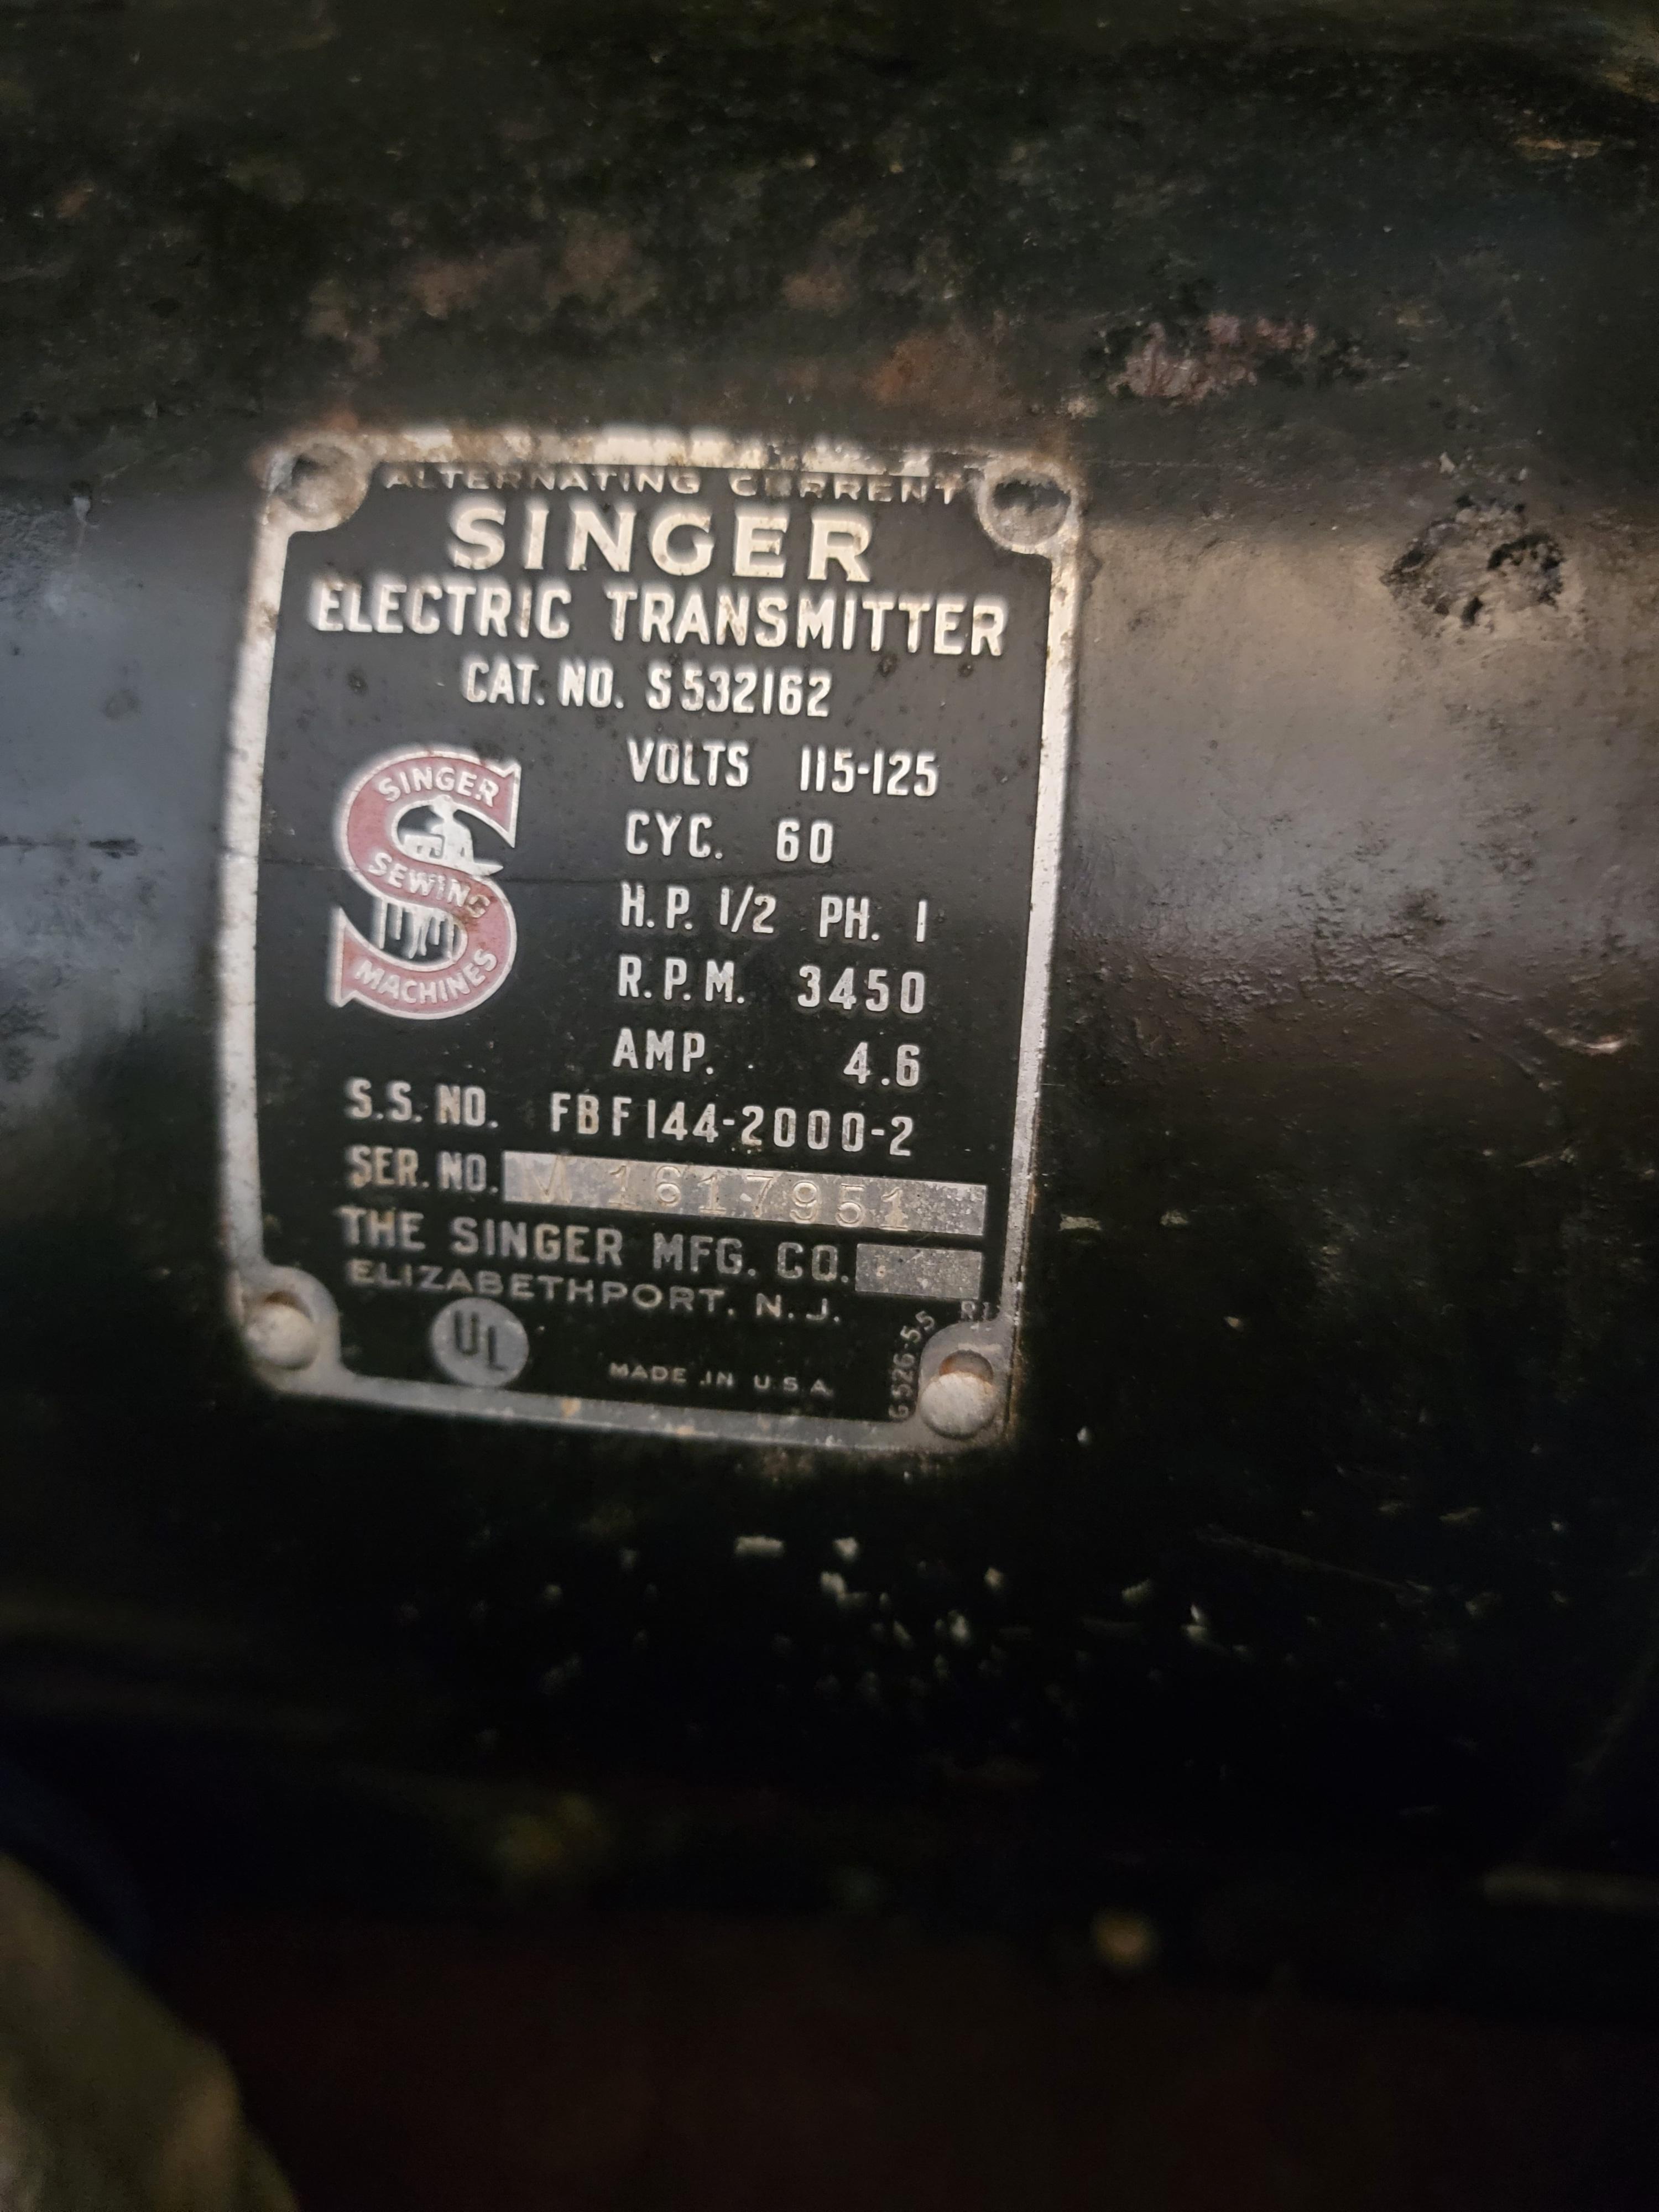 ALTERNATING CURRENT
SINGER
ELECTRIC TRANSMITTER
CAT. NO. S532162
SINGER
SEWING
MACHINES
VOLTS 115-125
CYC. 60
H.P. 1/2 PH. 1
R.P.M. 3450
AMP. 4.6
S.S. NO. FBF144-2000-2
SER. NO. 1617951
THE SINGER MFG. CO.
ELIZABETHPORT, N. J.
UL
MADE IN U.S.A.